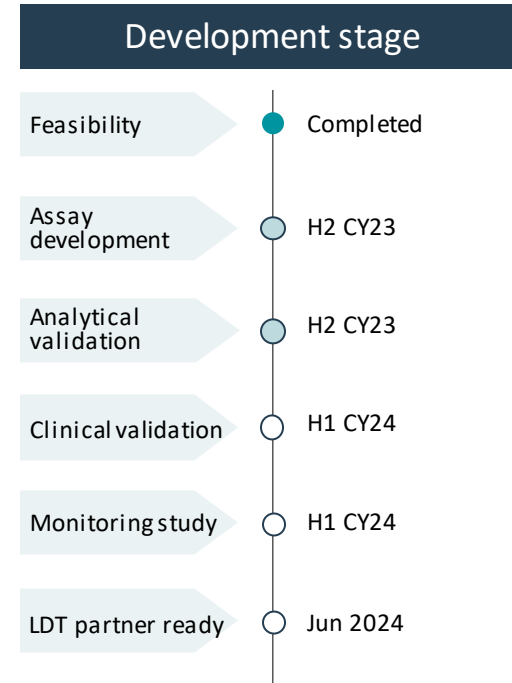 Development stage
Feasibility
Completed
Assay
development
H2 CY23
Analytical
validation
H2 CY23
Clinical validation
H1 CY24
Monitoring study
H1 CY24
LDT partner ready
Jun 2024